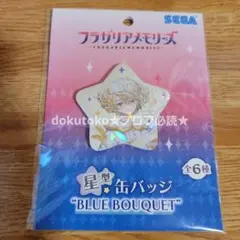 SEGA
フラガリアメモリーズ
-FRAGARIA MEMORIES-
dokutoko★プロフ必読★
星型缶バッジ
全6種
"BLUE BOUQUET"